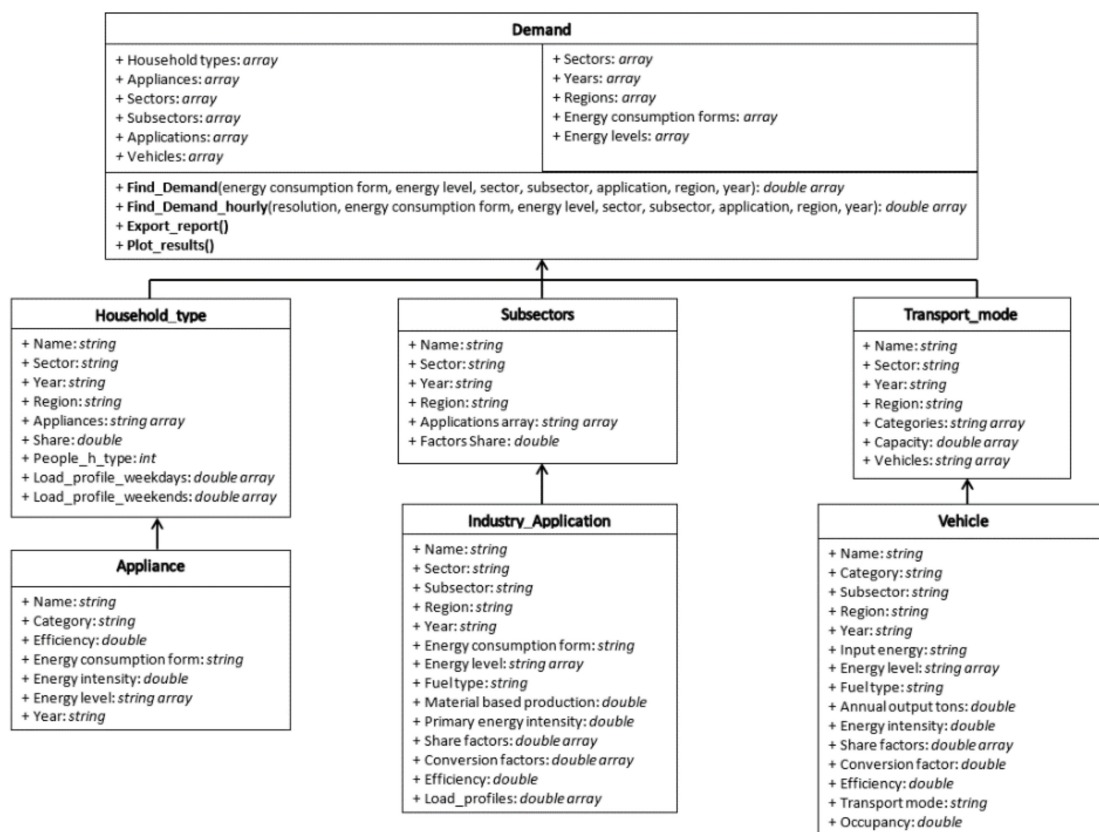 Demand
+ Household types: array
+ Appliances: array
+ Sectors: array
+ Subsectors: array
+ Applications: array
+ Vehicles: array
+ Sectors: array
+ Years: array
+ Regions: array
+ Energy consumption forms: array
+ Energy levels: array
+ Find_Demand(energy consumption form, energy level, sector, subsector, application, region, year): double array
+ Find_Demand_hourly(resolution, energy consumption form, energy level, sector, subsector, application, region, year): double array
+ Export_report()
+ Plot_results()
Household_type
+ Name: string
+ Sector: string
+ Year: string
+ Region: string
+ Appliances: string array
+ Share: double
+ People_h_type: int
+ Load_profile_weekdays: double array
+ Load_profile_weekends: double array
Subsectors
+ Name: string
+ Sector: string
+ Year: string
+ Region: string
+ Applications array: string array
+ Factors Share: double
Transport_mode
+ Name: string
+ Sector: string
+ Year: string
+ Region: string
+ Categories: string array
+ Capacity: double array
+ Vehicles: string array
Appliance
+ Name: string
+ Category: string
+ Efficiency: double
+ Energy consumption form: string
+ Energy intensity: double
+ Energy level: string array
+ Year: string
Industry_Application
+ Name: string
+ Sector: string
+ Subsector: string
+ Region: string
+ Year: string
+ Energy consumption form: string
+ Energy level: string array
+ Fuel type: string
+ Material based production: double
+ Primary energy intensity: double
+ Share factors: double array
+ Conversion factors: double array
+ Efficiency: double
+ Load_profiles: double array
Vehicle
+ Name: string
+ Category: string
+ Subsector: string
+ Region: string
+ Year: string
+ Input energy: string
+ Energy level: string array
+ Fuel type: string
+ Annual output tons: double
+ Energy intensity: double
+ Share factors: double array
+ Conversion factor: double
+ Efficiency: double
+ Transport mode: string
+ Occupancy: double